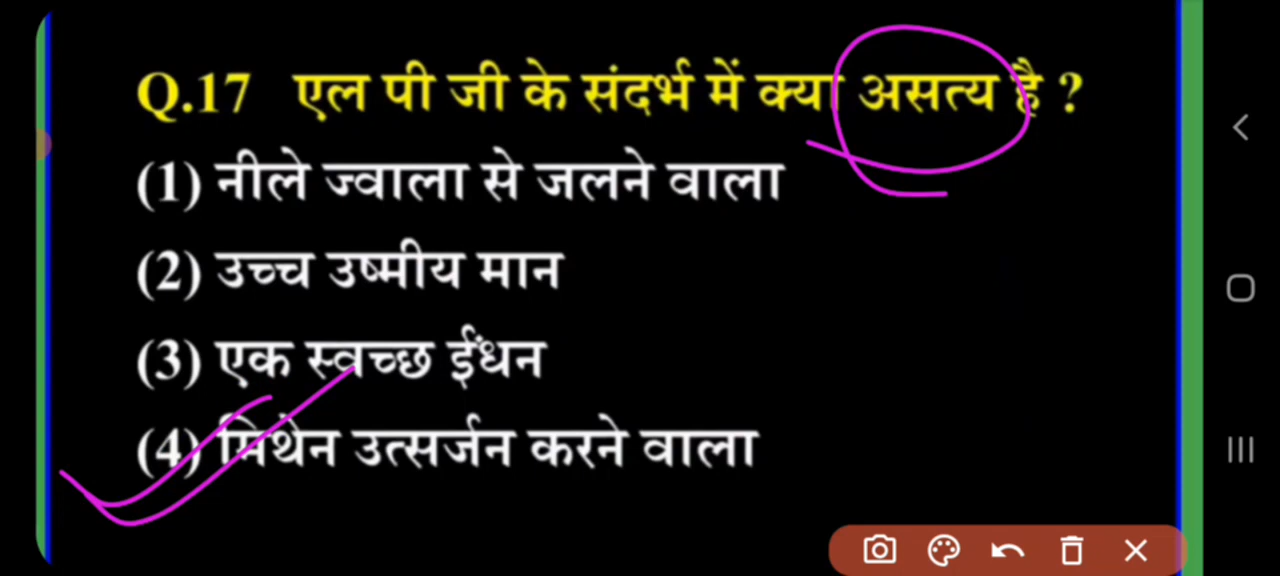 Q.17 एल पी जी के संदर्भ में क्या असत्य है ?
(1) नीले ज्वाला से जलने वाला
(2) उच्च उष्मीय मान
(3) एक स्वच्छ ईंधन
(4) मिथेन उत्सर्जन करने वाला